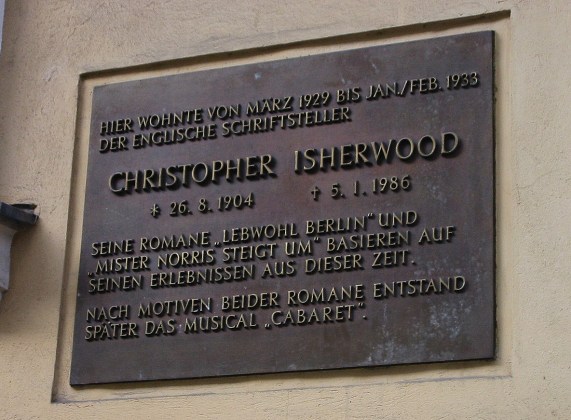 HIER WOHNTE VON MÄRZ 1929 BIS JAN./FEB. 1933
DER ENGLISCHE SCHRIFTSTELLER
CHRISTOPHER ISHERWOOD
* 26. 8. 1904 † 5. 1. 1986
SEINE ROMANE „LEBWOHL BERLIN" UND
„MISTER NORRIS STEIGT UM" BASIEREN AUF
SEINEN ERLEBNISSEN AUS DIESER ZEIT.
NACH MOTIVEN BEIDER ROMANE ENTSTAND
SPÄTER DAS MUSICAL „CABARET".